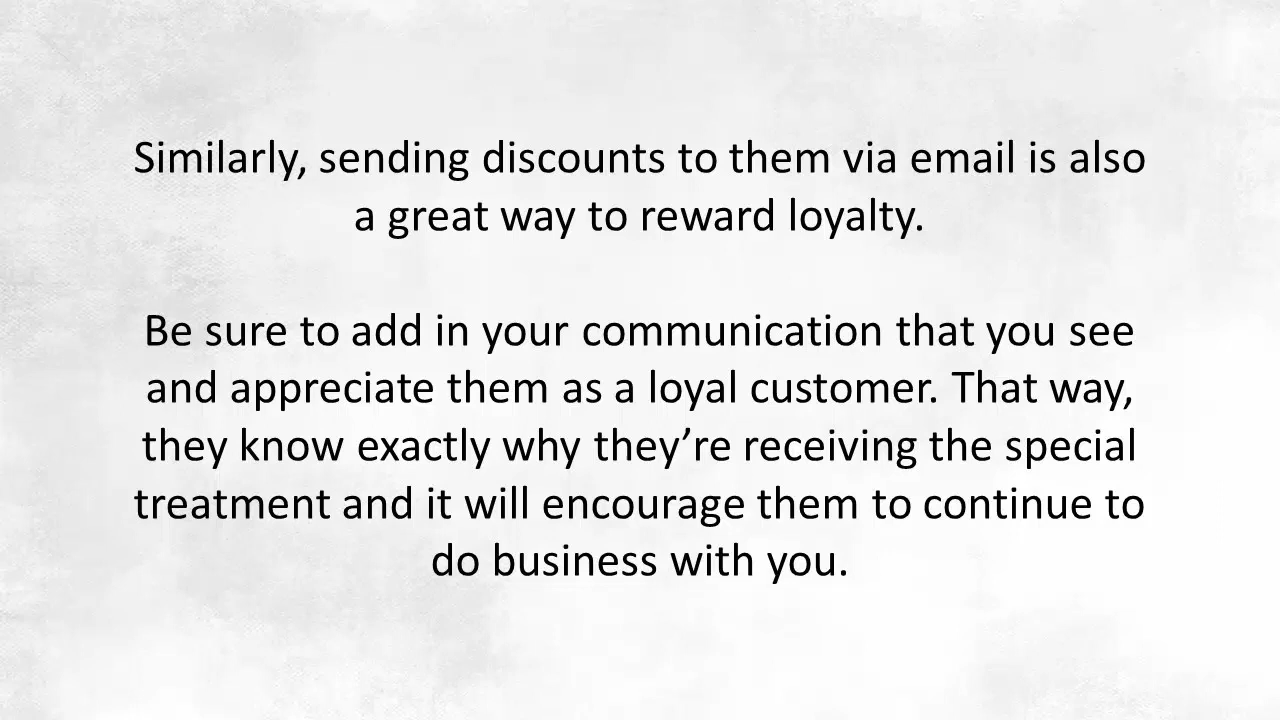 Similarly, sending discounts to them via email is also
a great way to reward loyalty.
Be sure to add in your communication that you see
and appreciate them as a loyal customer. That way,
they know exactly why they’re receiving the special
treatment and it will encourage them to continue to
do business with you.